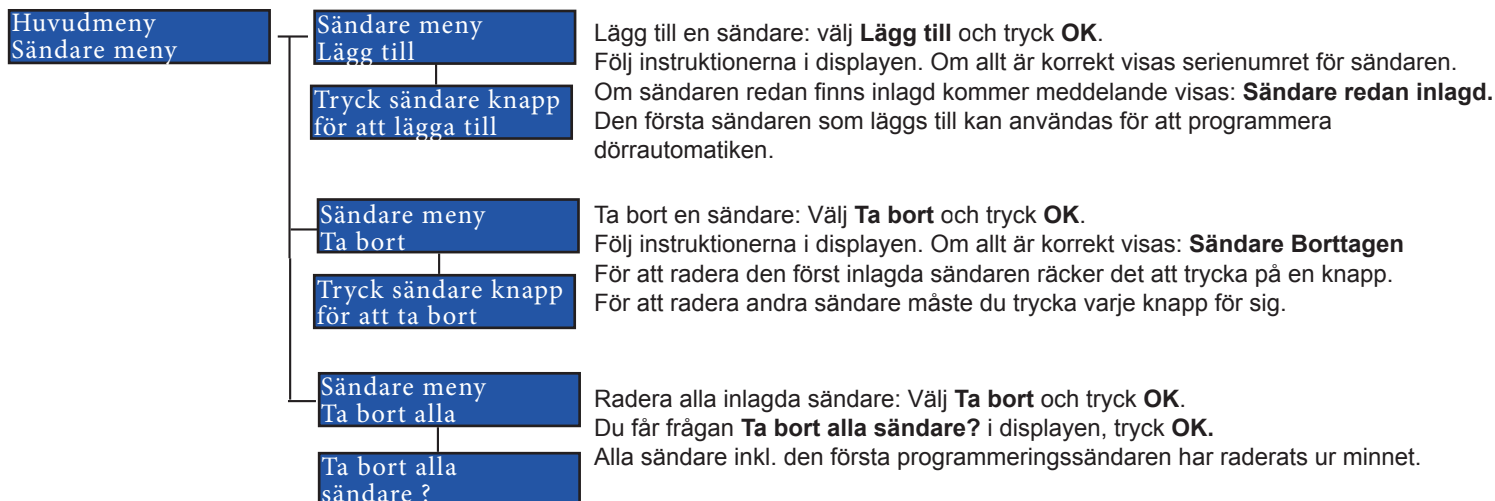 Huvudmeny
Sändare meny
Sändare meny
Lägg till
Tryck sändare knapp
för att lägga till
Lägg till en sändare: välj Lägg till och tryck OK.
Följ instruktionerna i displayen. Om allt är korrekt visas serienumret för sändaren.
Om sändaren redan finns inlagd kommer meddelande visas: Sändare redan inlagd.
Den första sändaren som läggs till kan användas för att programmera
dörrautomatiken.
Sändare meny
Ta bort
Tryck sändare knapp
för att ta bort
Ta bort en sändare: Välj Ta bort och tryck OK.
Följ instruktionerna i displayen. Om allt är korrekt visas: Sändare Borttagen
För att radera den först inlagda sändaren räcker det att trycka på en knapp.
För att radera andra sändare måste du trycka varje knapp för sig.
Sändare meny
Ta bort alla
Ta bort alla
sändare ?
Radera alla inlagda sändare: Välj Ta bort och tryck OK.
Du får frågan Ta bort alla sändare? i displayen, tryck OK.
Alla sändare inkl. den första programmeringssändaren har raderats ur minnet.